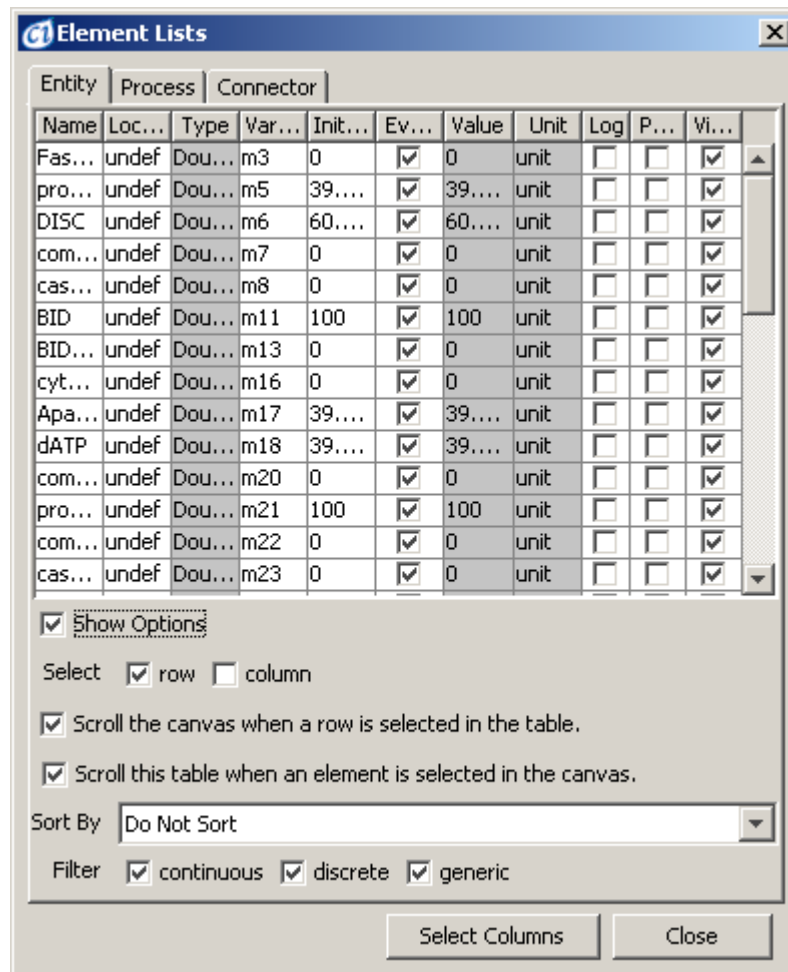 Element Lists
Entity Process Connector
Name Loc... Type Var... Init... Ev... Value Unit Log P... Vi...
Fas... undef Dou... m3 0 0 unit
pro... undef Dou... m5 39.... 39.... unit
DISC undef Dou... m6 60.... 60.... unit
com... undef Dou... m7 0 0 unit
cas... undef Dou... m8 0 0 unit
BID undef Dou... m11 100 100 unit
BID... undef Dou... m13 0 0 unit
cyt... undef Dou... m16 0 0 unit
Apa... undef Dou... m17 39.... 39.... unit
dATP undef Dou... m18 39.... 39.... unit
com... undef Dou... m20 0 0 unit
pro... undef Dou... m21 100 100 unit
com... undef Dou... m22 0 0 unit
cas... undef Dou... m23 0 0 unit
Show Options
Select row column
Scroll the canvas when a row is selected in the table.
Scroll this table when an element is selected in the canvas.
Sort By Do Not Sort
Filter continuous discrete generic
Select Columns Close